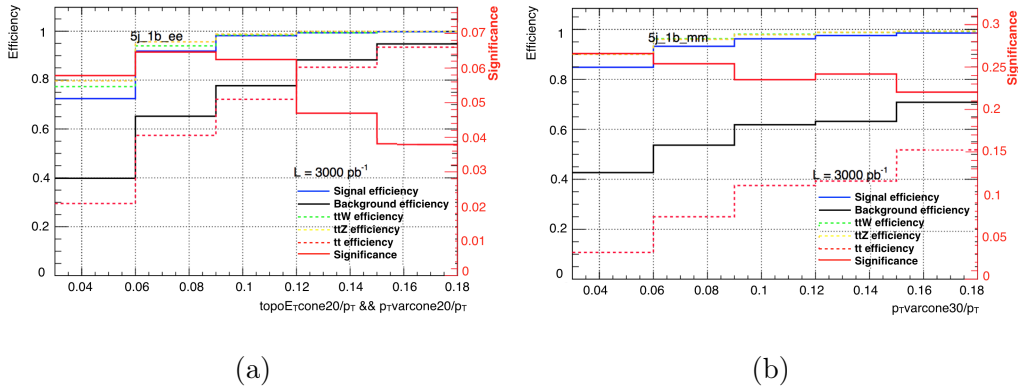 Efficiency
1
0.8
0.6
0.4
0.2
0
5j_1b_ee
L = 3000 pb⁻¹
Signal efficiency
Background efficiency
ttW efficiency
ttZ efficiency
tt efficiency
Significance
0.04 0.06 0.08 0.1 0.12 0.14 0.16 0.18
topoETcone20/pT && pTvarcone20/pT
Significance
0.07
0.06
0.05
0.04
0.03
0.02
0.01
0
(a)
Efficiency
1
0.8
0.6
0.4
0.2
0
5j_1b_mm
L = 3000 pb⁻¹
Signal efficiency
Background efficiency
ttW efficiency
ttZ efficiency
tt efficiency
Significance
0.04 0.06 0.08 0.1 0.12 0.14 0.16 0.18
pTvarcone30/pT
Significance
0.3
0.25
0.2
0.15
0.1
0.05
0
(b)